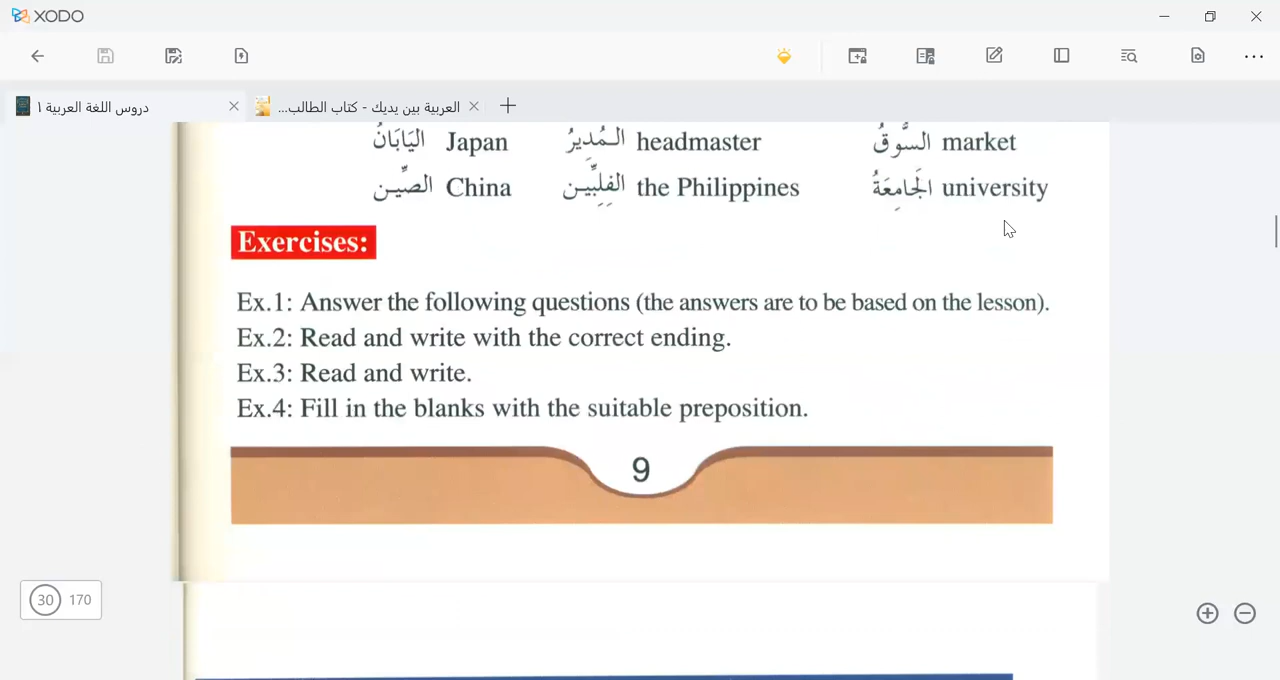 XODO
دروس اللغة العربية ١
العربية بين يديك - كتاب الطالب...
اليَابَانُ Japan المُدِيرُ headmaster السُّوقُ market
الصِّين China الفِلِبِّين the Philippines الجَامِعَةُ university
Exercises:
Ex.1: Answer the following questions (the answers are to be based on the lesson).
Ex.2: Read and write with the correct ending.
Ex.3: Read and write.
Ex.4: Fill in the blanks with the suitable preposition.
9
30 170